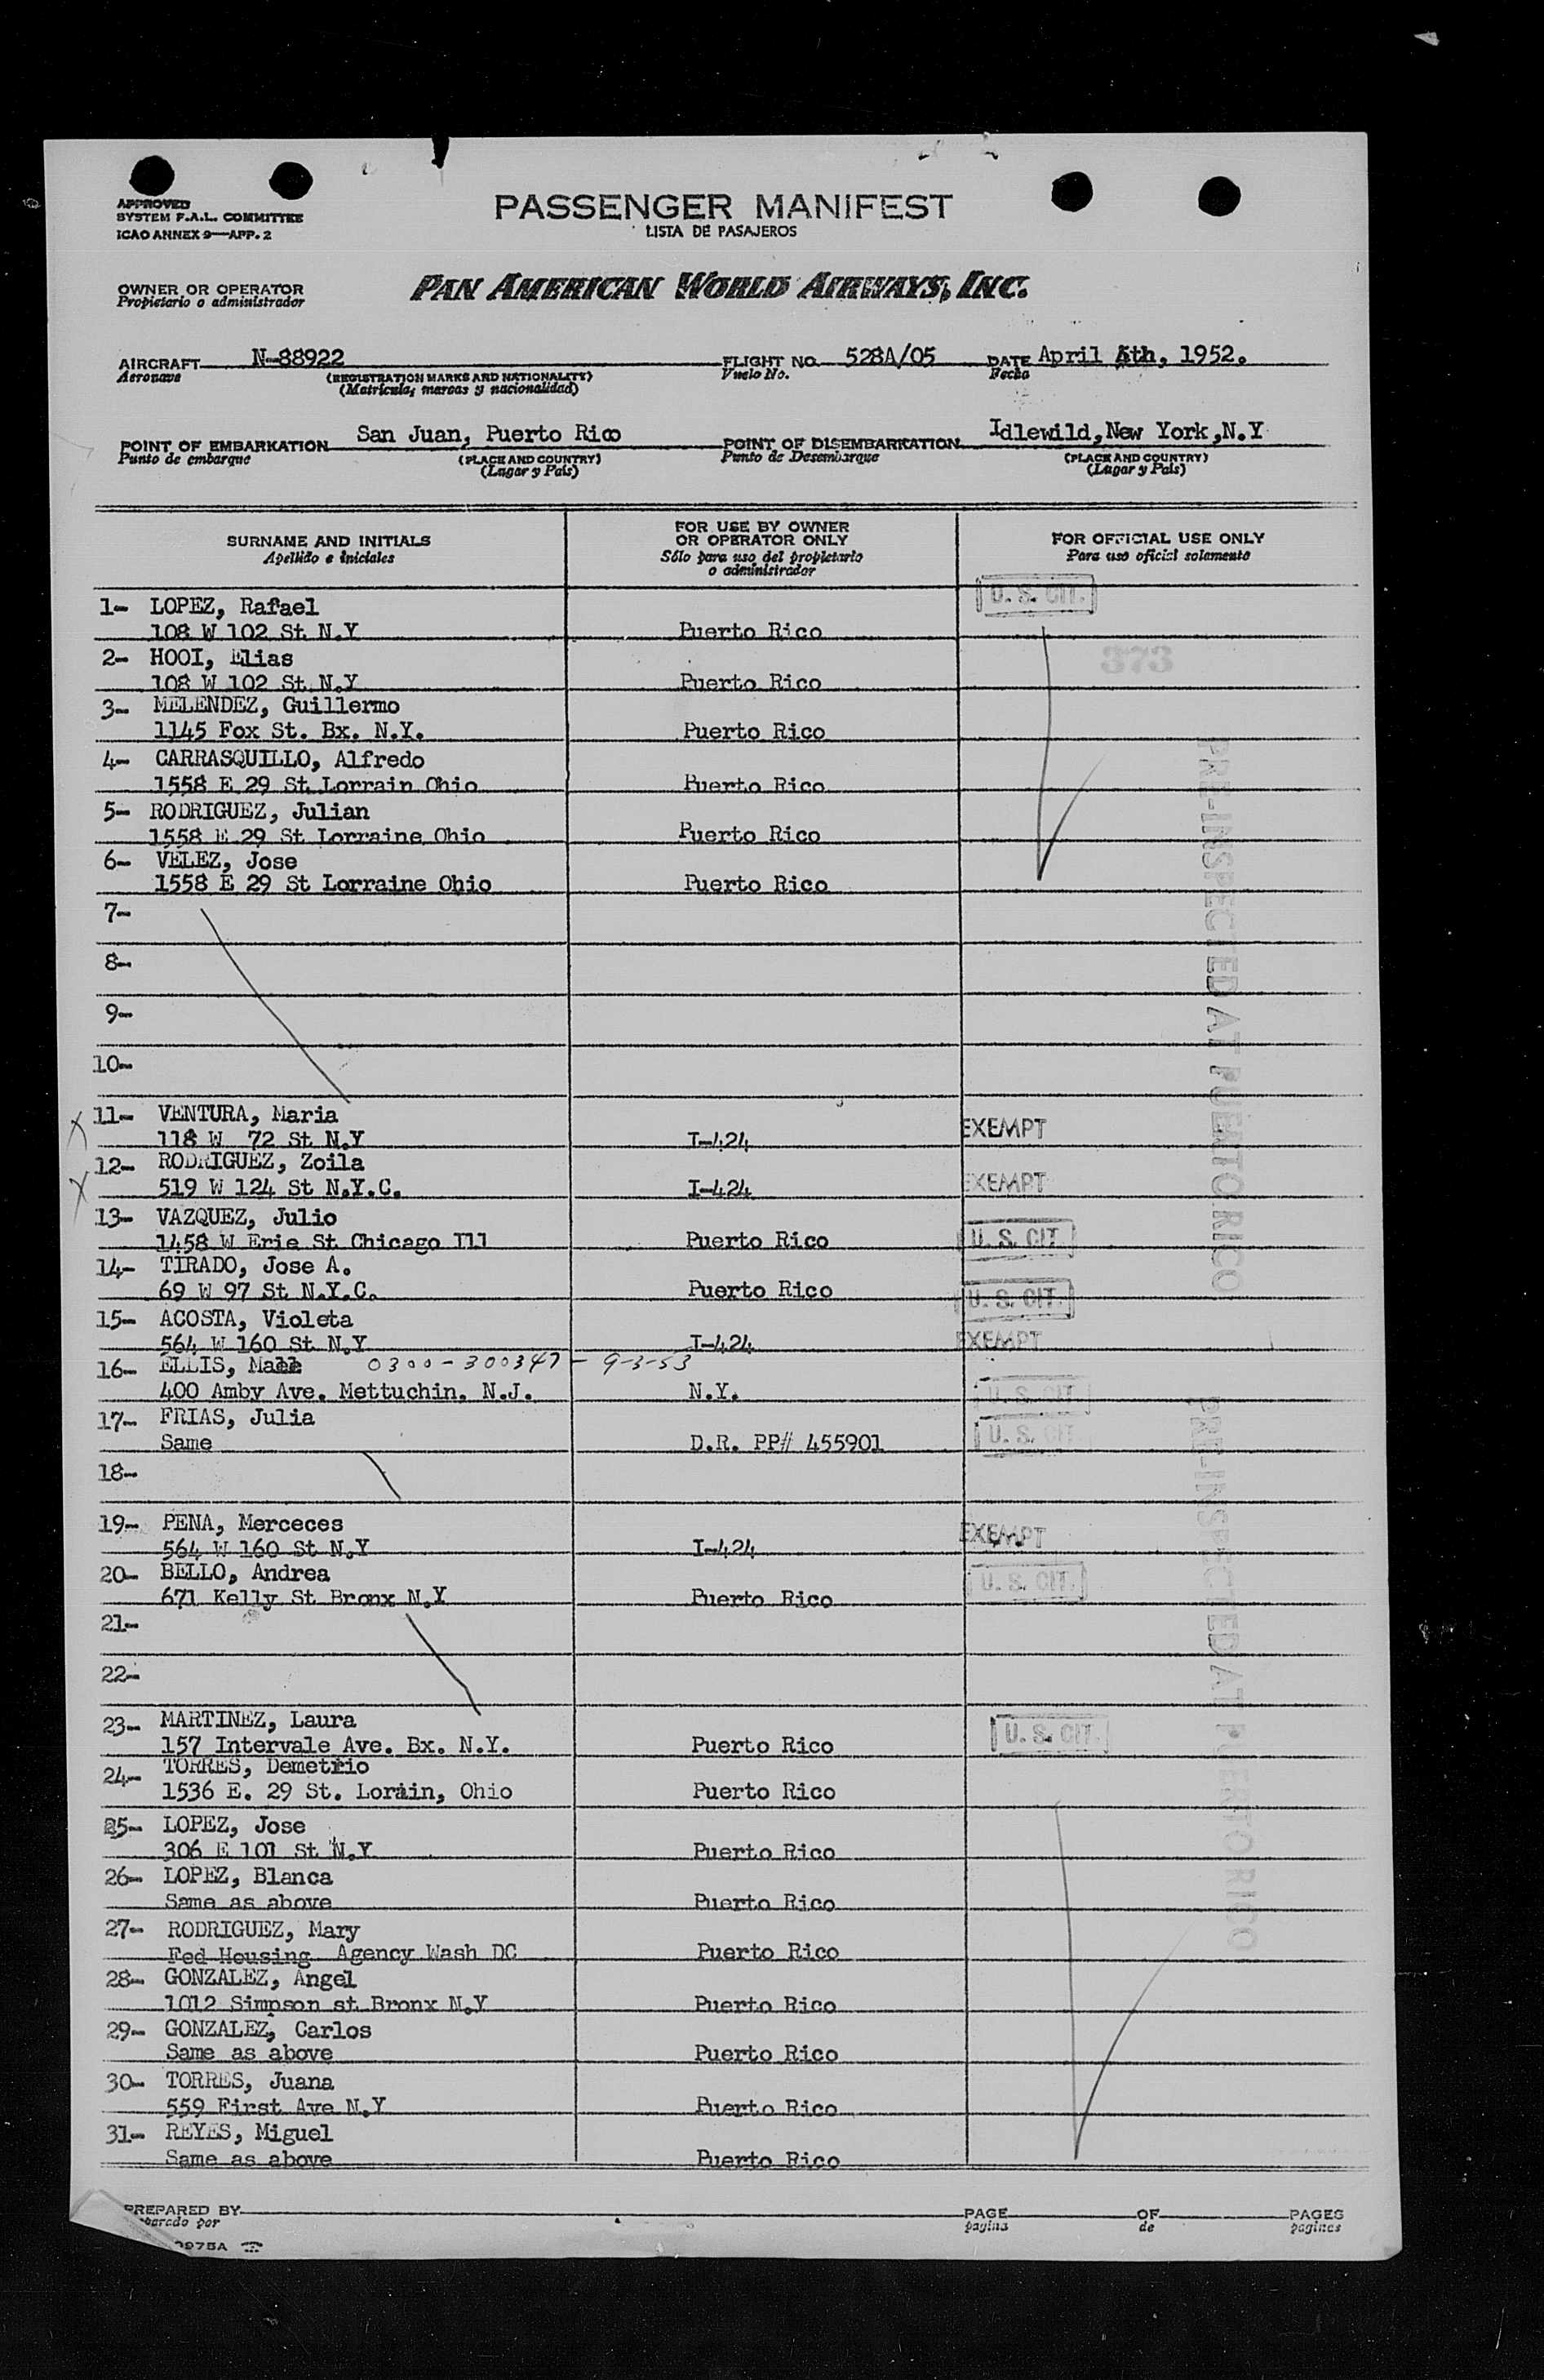 APPROVED
SYSTEM F.A.L. COMMITTEE
ICAO ANNEX 9—APP. 2
PASSENGER MANIFEST
LISTA DE PASAJEROS
OWNER OR OPERATOR
Propietario o administrador
PAN AMERICAN WORLD AIRWAYS, INC.
AIRCRAFT N-88922 FLIGHT NO. 528A/05 DATE April 5th, 1952.
Aeronave (REGISTRATION MARKS AND NATIONALITY) Vuelo No. Fecha
(Matrícula, marcas y nacionalidad)
POINT OF EMBARKATION San Juan, Puerto Rico POINT OF DISEMBARKATION Idlewild,New York,N.Y
Punto de embarque (PLACE AND COUNTRY) Punto de Desembarque (PLACE AND COUNTRY)
(Lugar y País) (Lugar y País)
SURNAME AND INITIALS FOR USE BY OWNER OR OPERATOR ONLY FOR OFFICIAL USE ONLY
Apellido e iniciales Sólo para uso del propietario o administrador Para uso oficial solamente
1- LOPEZ, Rafael U. S. CIT.
108 W 102 St N.Y Puerto Rico
2- HOOI, Elias 373
108 W 102 St N.Y Puerto Rico
3- MELENDEZ, Guillermo
1145 Fox St. Bx. N.Y. Puerto Rico
4- CARRASQUILLO, Alfredo
1558 E 29 St Lorrain Ohio Puerto Rico
5- RODRIGUEZ, Julian
1558 E 29 St Lorraine Ohio Puerto Rico
6- VELEZ, Jose
1558 E 29 St Lorraine Ohio Puerto Rico
7-
8-
9-
10-
PRE-INSPECTED AT PUERTO RICO
11- VENTURA, Maria
118 W 72 St N.Y I-424 EXEMPT
12- RODRIGUEZ, Zoila
519 W 124 St N.Y.C. I-424 EXEMPT
13- VAZQUEZ, Julio
1458 W Erie St Chicago Ill Puerto Rico U. S. CIT.
14- TIRADO, Jose A.
69 W 97 St N.Y.C. Puerto Rico U. S. CIT.
15- ACOSTA, Violeta
564 W 160 St N.Y I-424 EXEMPT
16- ELLIS, 0300-300347-9-3-53
400 Amby Ave. Mettuchin, N.J. N.Y. U. S. CIT.
17- FRIAS, Julia
Same D.R. PP# 455901 U. S. CIT
18-
19- PENA, Merceces
564 W 160 St N.Y I-424 EXEMPT
20- BELLO, Andrea
671 Kelly St Bronx N.Y Puerto Rico U. S. CIT.
21-
22-
PRE-INSPECTED AT PUERTO RICO
23- MARTINEZ, Laura
157 Intervale Ave. Bx. N.Y. Puerto Rico U. S. CIT.
24- TORRES, Demetrio
1536 E. 29 St. Lorain, Ohio Puerto Rico
25- LOPEZ, Jose
306 E 101 St N.Y Puerto Rico
26- LOPEZ, Blanca
Same as above Puerto Rico
27- RODRIGUEZ, Mary
Fed Housing Agency Wash DC Puerto Rico
28- GONZALEZ, Angel
1012 Simpson st Bronx N.Y Puerto Rico
29- GONZALEZ, Carlos
Same as above Puerto Rico
30- TORRES, Juana
559 First Ave N.Y Puerto Rico
31- REYES, Miguel
Same as above Puerto Rico
PREPARED BY PAGE OF PAGES
por pagina de pagines